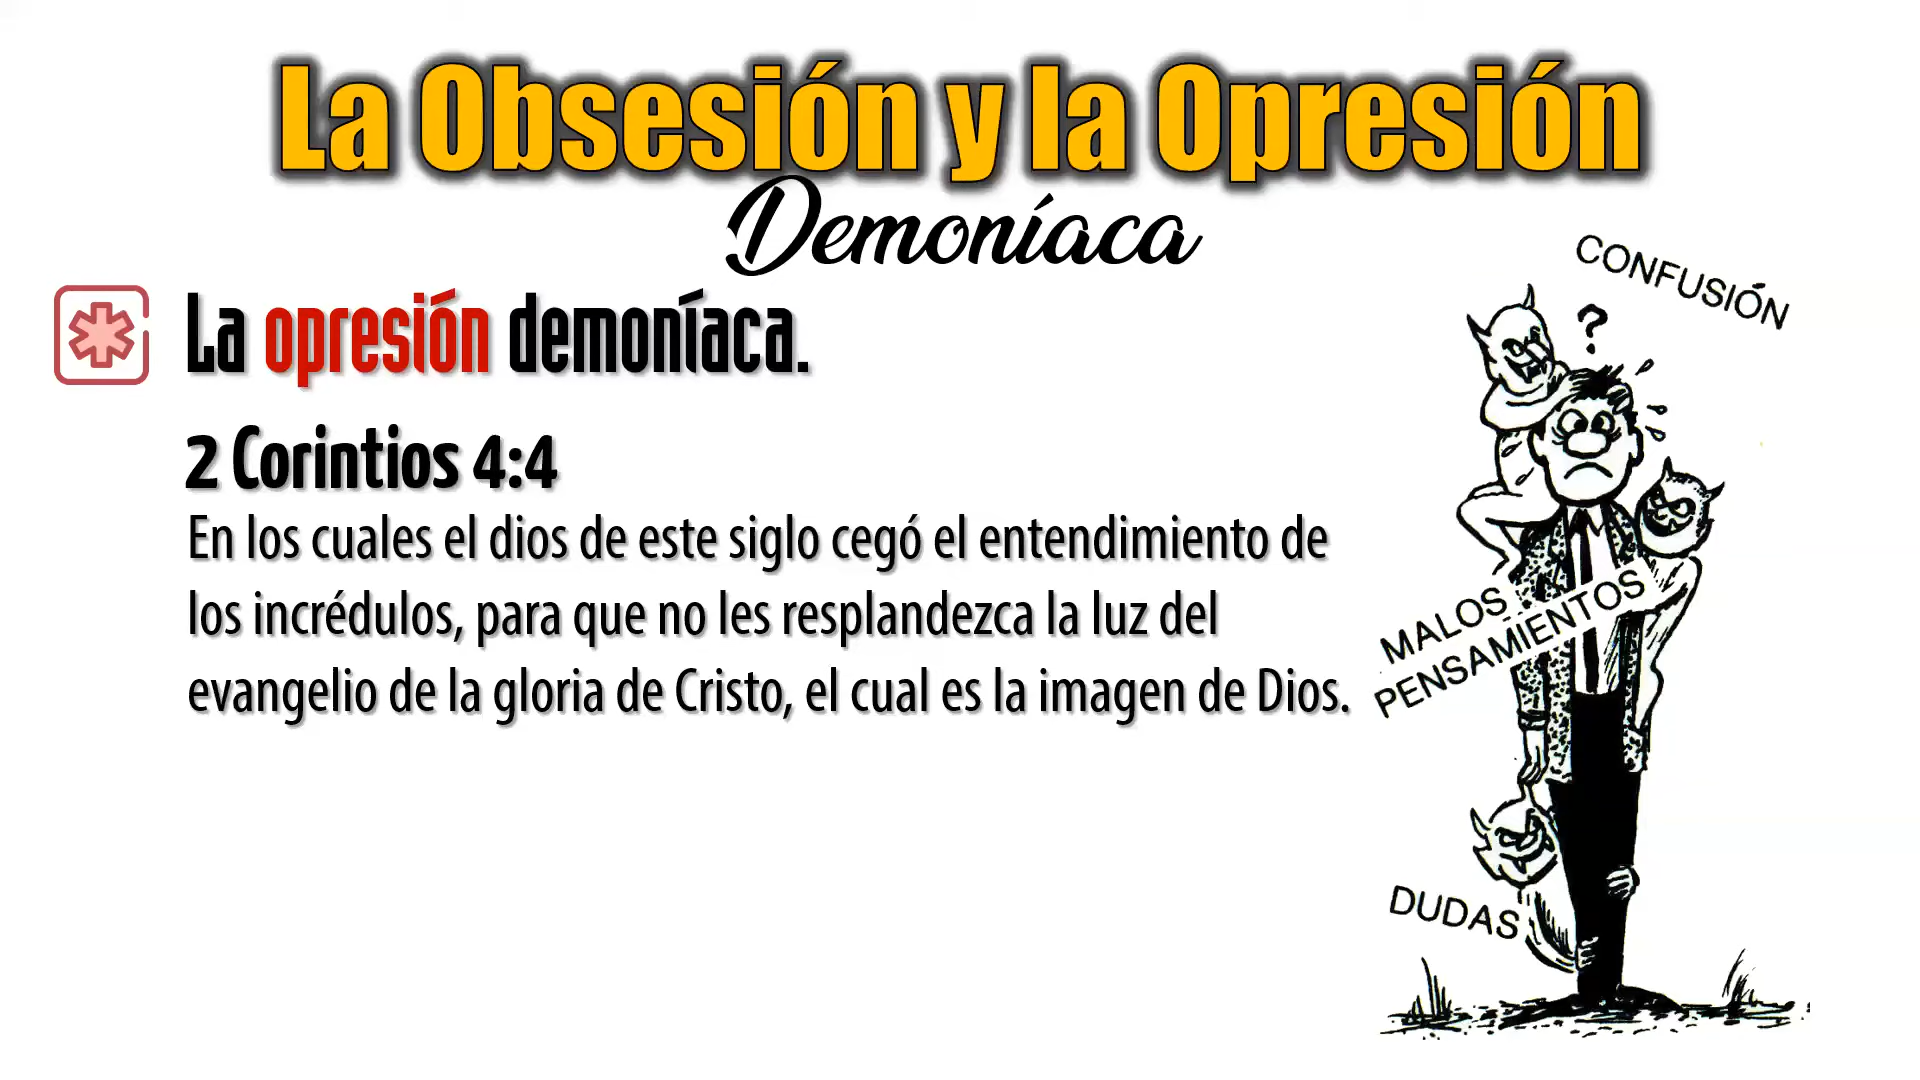 La Obsesión y la Opresión
Demoníaca
La opresión demoníaca.
2 Corintios 4:4
En los cuales el dios de este siglo cegó el entendimiento de
los incrédulos, para que no les resplandezca la luz del
evangelio de la gloria de Cristo, el cual es la imagen de Dios.
CONFUSIÓN
?
MALOS
PENSAMIENTOS
DUDAS